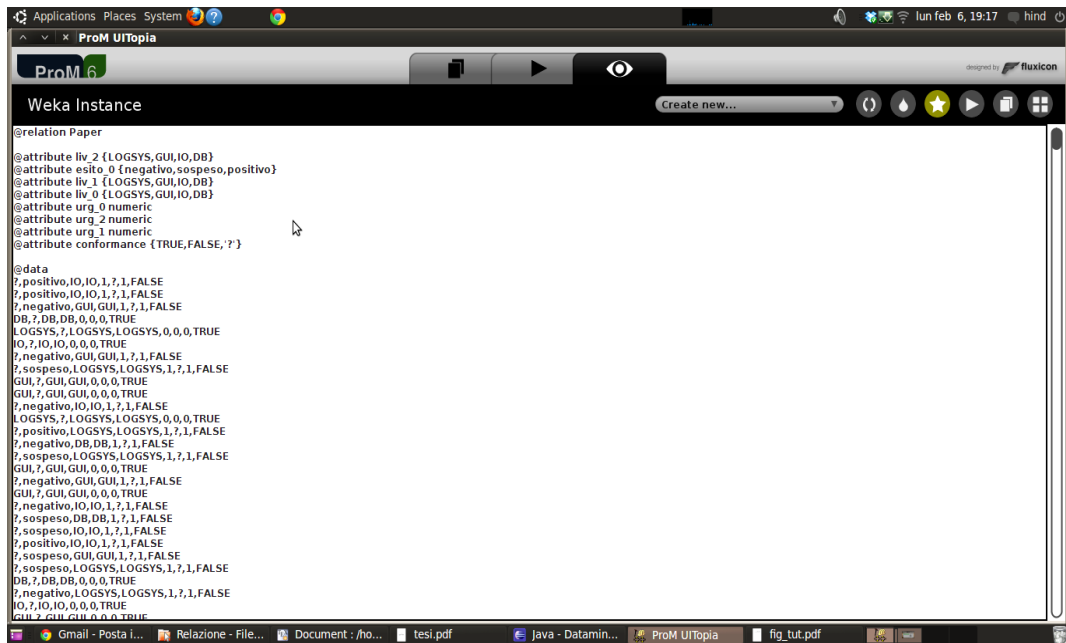 Applications Places System
lun feb 6, 19:17 hind
ProM UITopia
ProM 6
designed by fluxicon
Weka Instance
Create new...
@relation Paper
@attribute liv_2 {LOGSYS,GUI,IO,DB}
@attribute esito_0 {negativo,sospeso,positivo}
@attribute liv_1 {LOGSYS,GUI,IO,DB}
@attribute liv_0 {LOGSYS,GUI,IO,DB}
@attribute urg_0 numeric
@attribute urg_2 numeric
@attribute urg_1 numeric
@attribute conformance {TRUE,FALSE,'?'}
@data
?,positivo,IO,IO,1,?,1,FALSE
?,positivo,IO,IO,1,?,1,FALSE
?,negativo,GUI,GUI,1,?,1,FALSE
DB,?,DB,DB,0,0,0,TRUE
LOGSYS,?,LOGSYS,LOGSYS,0,0,0,TRUE
IO,?,IO,IO,0,0,0,TRUE
?,negativo,GUI,GUI,1,?,1,FALSE
?,sospeso,LOGSYS,LOGSYS,1,?,1,FALSE
GUI,?,GUI,GUI,0,0,0,TRUE
GUI,?,GUI,GUI,0,0,0,TRUE
?,negativo,IO,IO,1,?,1,FALSE
LOGSYS,?,LOGSYS,LOGSYS,0,0,0,TRUE
?,positivo,LOGSYS,LOGSYS,1,?,1,FALSE
?,negativo,DB,DB,1,?,1,FALSE
?,sospeso,LOGSYS,LOGSYS,1,?,1,FALSE
GUI,?,GUI,GUI,0,0,0,TRUE
?,negativo,GUI,GUI,1,?,1,FALSE
GUI,?,GUI,GUI,0,0,0,TRUE
?,negativo,IO,IO,1,?,1,FALSE
?,sospeso,DB,DB,1,?,1,FALSE
?,sospeso,IO,IO,1,?,1,FALSE
?,positivo,IO,IO,1,?,1,FALSE
?,sospeso,GUI,GUI,1,?,1,FALSE
?,sospeso,LOGSYS,LOGSYS,1,?,1,FALSE
DB,?,DB,DB,0,0,0,TRUE
?,negativo,LOGSYS,LOGSYS,1,?,1,FALSE
IO,?,IO,IO,0,0,0,TRUE
GUI,?,GUI,GUI,0,0,0,TRUE
Gmail - Posta i... Relazione - File... Document : /ho... tesi.pdf Java - Datamin... ProM UITopia fig_tut.pdf